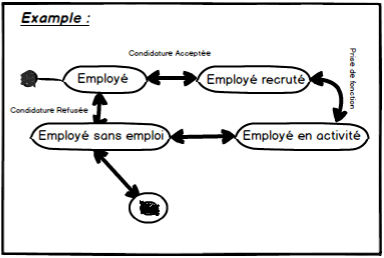 Example :
Condidature Acceptée
Employé
Employé recruté
Prise de fonction
Condidature Refusée
Employé sans emploi
Employé en activité